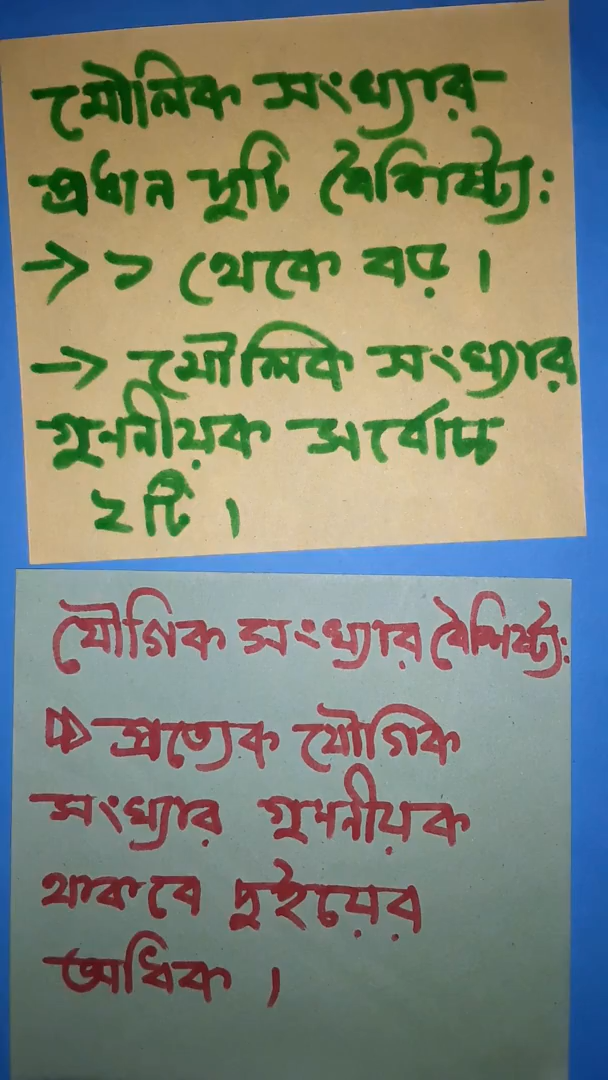 মৌলিক সংখ্যার-
প্রধান দুটি বৈশিষ্ট্য:
→ ১ থেকে বড় ।
→ মৌলিক সংখ্যার
গুণনীয়ক সর্বোচ্চ
২টি ।
যৌগিক সংখ্যার বৈশিষ্ট্য:
⇨ প্রত্যেক যৌগিক
সংখ্যার গুণনীয়ক
থাকবে দুইয়ের
অধিক ।